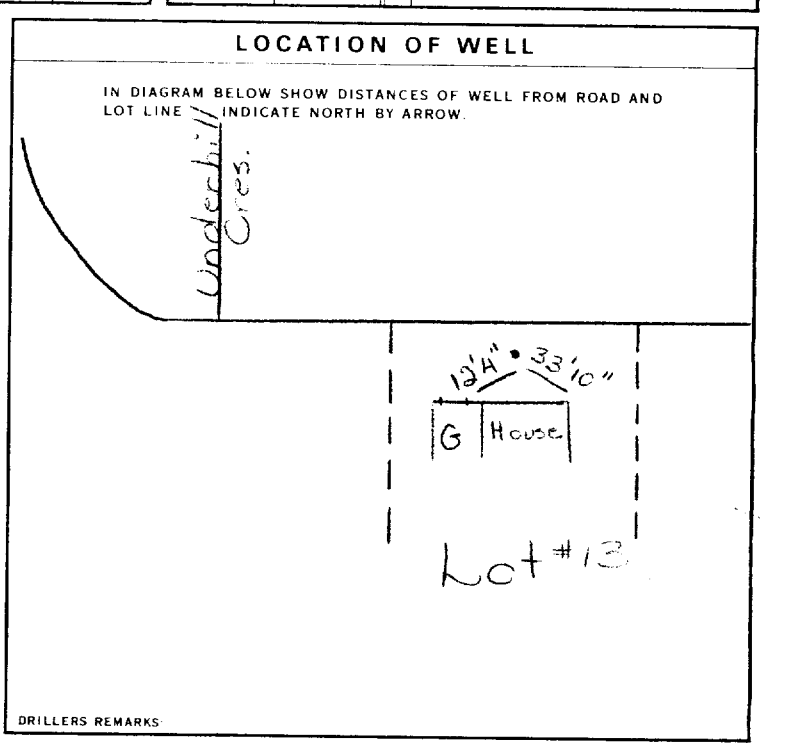 LOCATION OF WELL
IN DIAGRAM BELOW SHOW DISTANCES OF WELL FROM ROAD AND
LOT LINE INDICATE NORTH BY ARROW.
Underhill
Cres.
12'4" 33'10"
G House
Lot #13
DRILLERS REMARKS